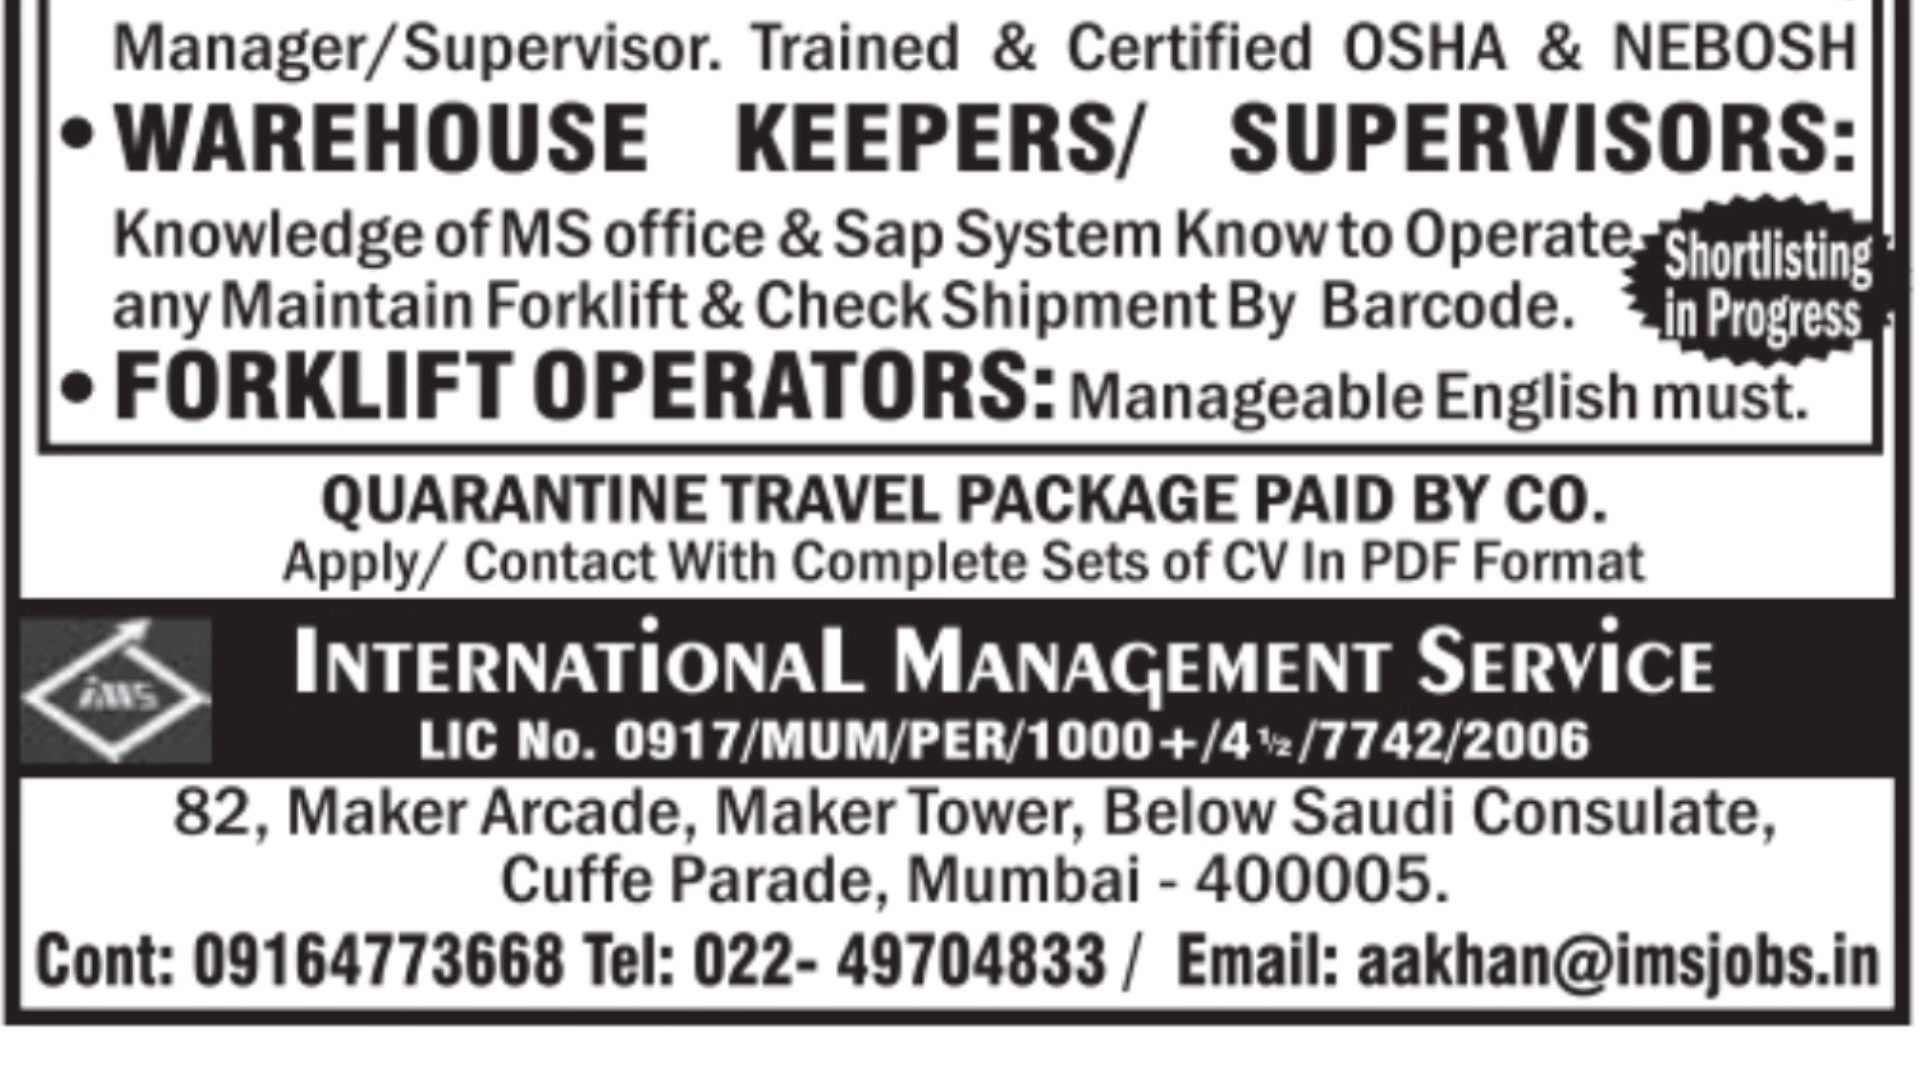 Manager/Supervisor. Trained & Certified OSHA & NEBOSH
• WAREHOUSE KEEPERS/ SUPERVISORS:
Knowledge of MS office & Sap System Know to Operate
any Maintain Forklift & Check Shipment By Barcode.
Shortlisting
in Progress
• FORKLIFT OPERATORS: Manageable English must.
QUARANTINE TRAVEL PACKAGE PAID BY CO.
Apply/ Contact With Complete Sets of CV In PDF Format
ims
INTERNATiONAL MANAGEMENT SERViCE
LIC No. 0917/MUM/PER/1000+/4½/7742/2006
82, Maker Arcade, Maker Tower, Below Saudi Consulate,
Cuffe Parade, Mumbai - 400005.
Cont: 09164773668 Tel: 022- 49704833 / Email: aakhan@imsjobs.in